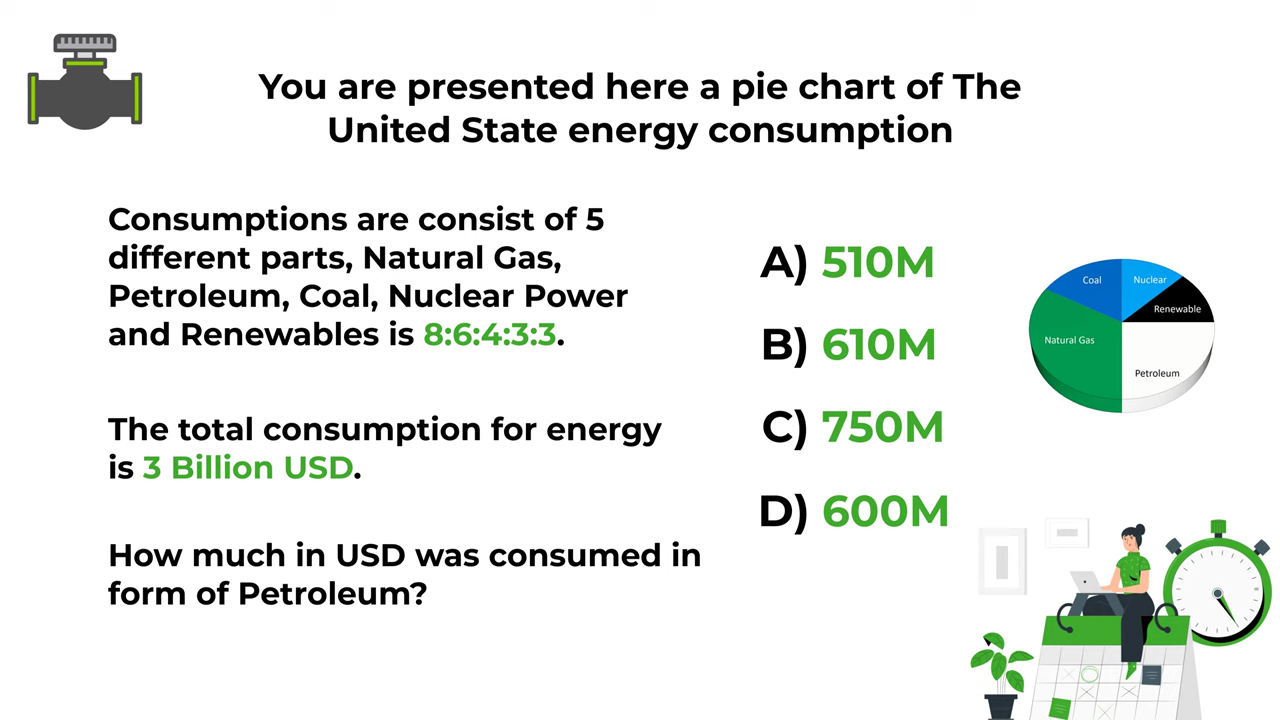 You are presented here a pie chart of The
United State energy consumption
Consumptions are consist of 5
different parts, Natural Gas,
Petroleum, Coal, Nuclear Power
and Renewables is 8:6:4:3:3.
The total consumption for energy
is 3 Billion USD.
How much in USD was consumed in
form of Petroleum?
A) 510M
B) 610M
C) 750M
D) 600M
Coal
Nuclear
Renewable
Natural Gas
Petroleum